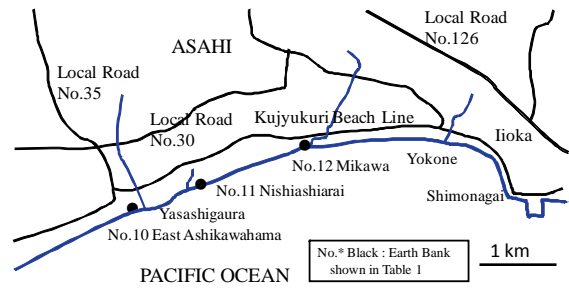 Local Road
No.126
ASAHI
Local Road
No.35
Local Road
No.30
Kujyukuri Beach Line
Iioka
No.12 Mikawa
Yokone
No.11 Nishiashiarai
Shimonagai
Yasashigaura
No.10 East Ashikawahama
No.* Black : Earth Bank
shown in Table 1
1 km
PACIFIC OCEAN